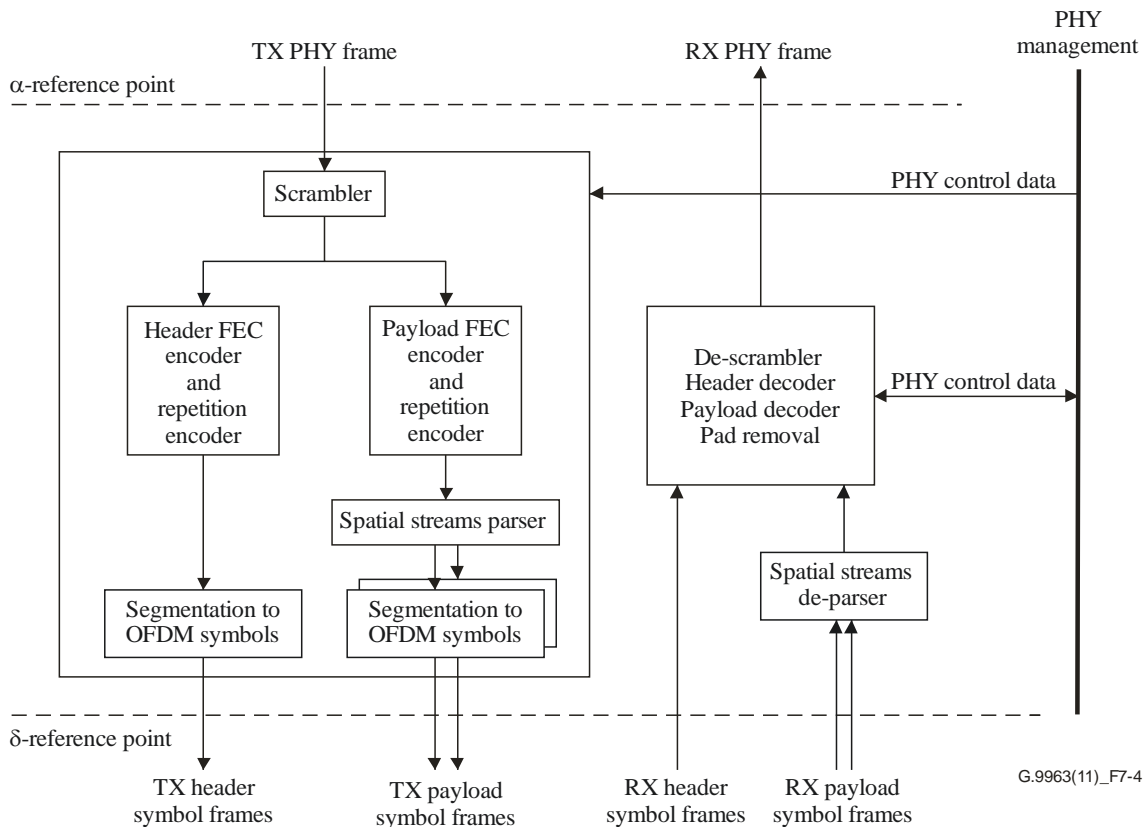 PHY
management
TX PHY frame
RX PHY frame
α-reference point
Scrambler
PHY control data
Header FEC
encoder
and
repetition
encoder
Payload FEC
encoder
and
repetition
encoder
De-scrambler
Header decoder
Payload decoder
Pad removal
PHY control data
Spatial streams parser
Spatial streams
de-parser
Segmentation to
OFDM symbols
Segmentation to
OFDM symbols
δ-reference point
TX header
symbol frames
TX payload
symbol frames
RX header
symbol frames
RX payload
symbol frames
G.9963(11)_F7-4